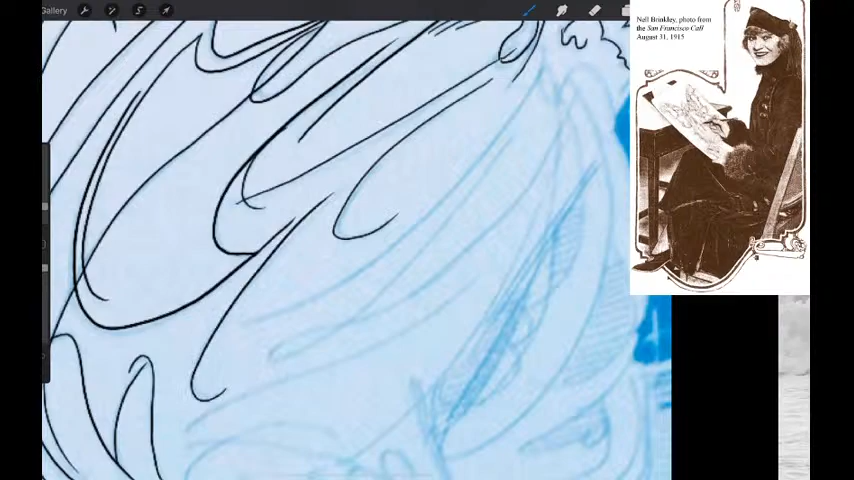 Gallery
Nell Brinkley, photo from
the San Francisco Call
August 31, 1915